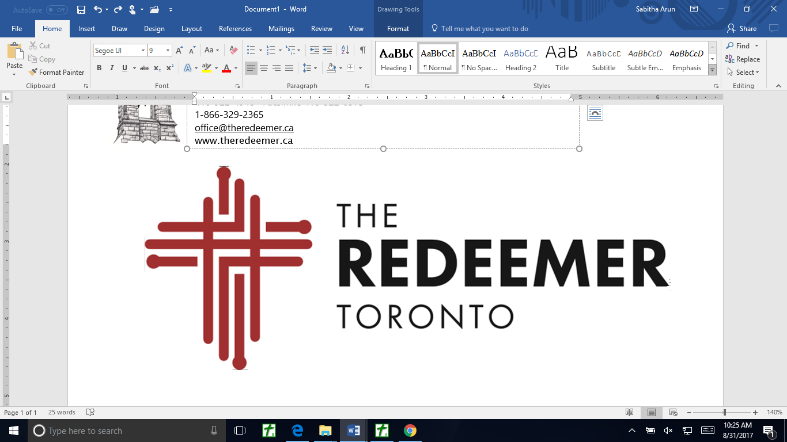 AutoSave Off
Document1 - Word
Drawing Tools
Sabitha Arun
File Home Insert Draw Design Layout References Mailings Review View Format Tell me what you want to do Share
Paste
Cut
Copy
Format Painter
Clipboard
Segoe UI 9
Font
Paragraph
AaBbC AaBbCcI AaBbCcI AaBbCcI AaB AaBbCcD AaBbCcD AaBbCcD
Heading 1 ¶ Normal ¶ No Spac... Heading 2 Title Subtitle Subtle Em... Emphasis
Styles
Find
Replace
Select
Editing
1-866-329-2365
office@theredeemer.ca
www.theredeemer.ca
THE
REDEEMER
TORONTO
Page 1 of 1 25 words 140%
Type here to search
10:25 AM
8/31/2017